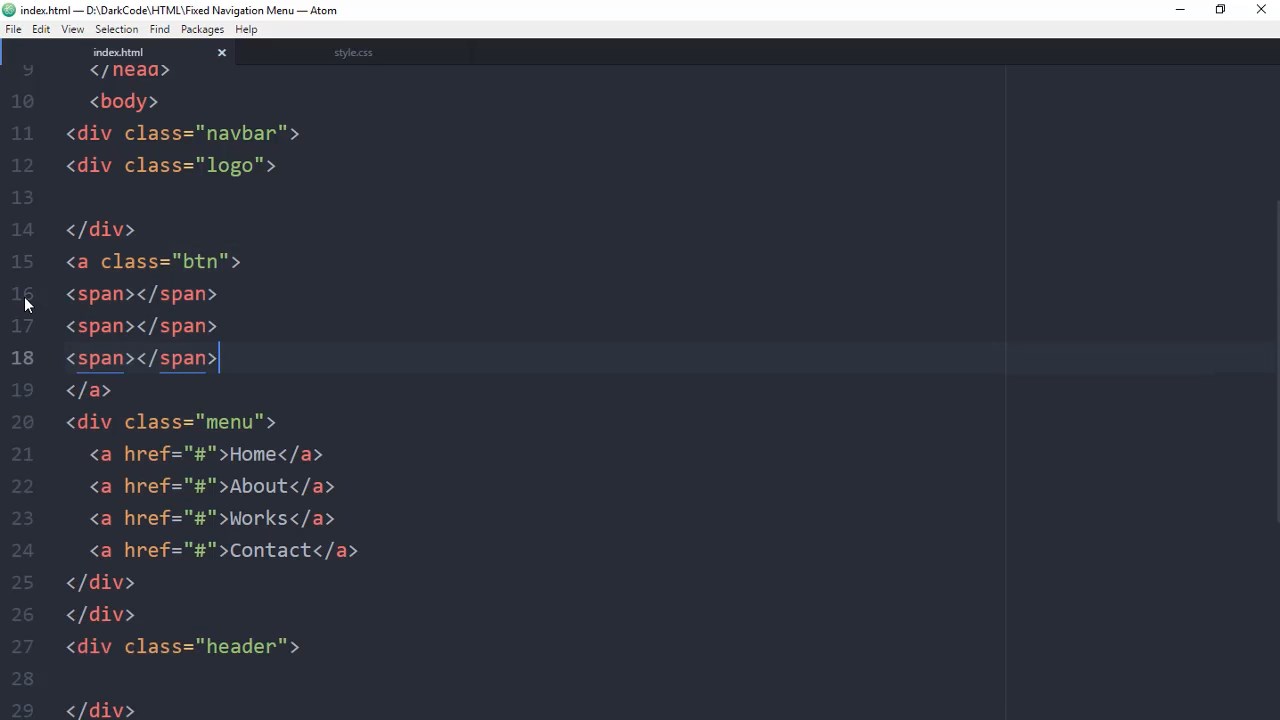 index.html — D:\DarkCode\HTML\Fixed Navigation Menu — Atom
File Edit View Selection Find Packages Help
index.html style.css
9 </head>
10 <body>
11 <div class="navbar">
12 <div class="logo">
13
14 </div>
15 <a class="btn">
16 <span></span>
17 <span></span>
18 <span></span>
19 </a>
20 <div class="menu">
21 <a href="#">Home</a>
22 <a href="#">About</a>
23 <a href="#">Works</a>
24 <a href="#">Contact</a>
25 </div>
26 </div>
27 <div class="header">
28
29 </div>